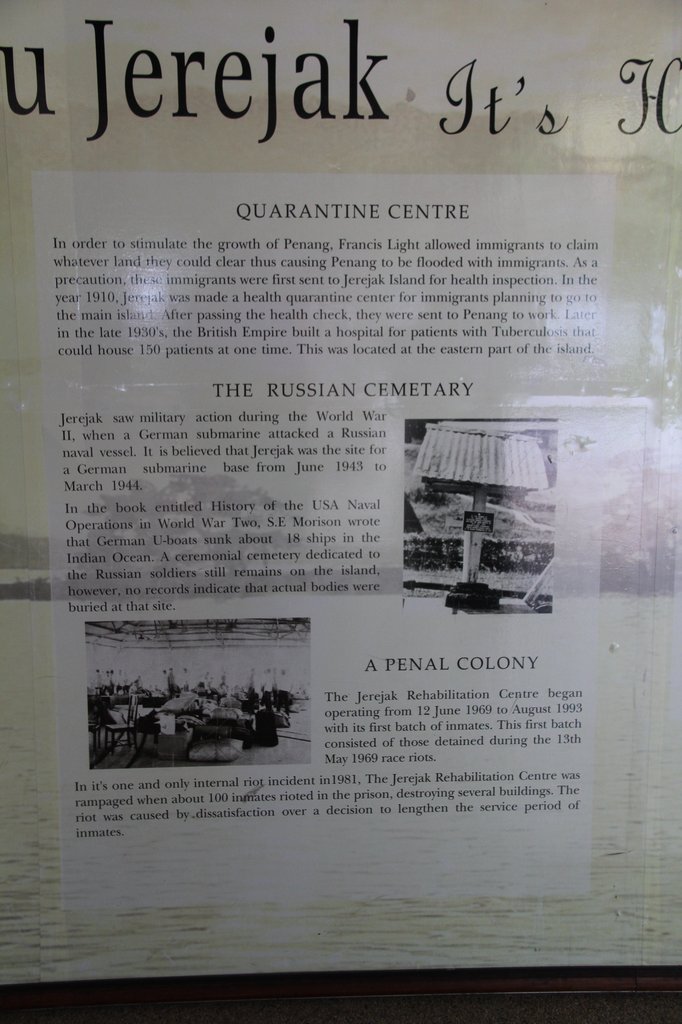 u Jerejak It's H
QUARANTINE CENTRE
In order to stimulate the growth of Penang, Francis Light allowed immigrants to claim
whatever land they could clear thus causing Penang to be flooded with immigrants. As a
precaution, these immigrants were first sent to Jerejak Island for health inspection. In the
year 1910, Jerejak was made a health quarantine center for immigrants planning to go to
the main island. After passing the health check, they were sent to Penang to work. Later
in the late 1930's, the British Empire built a hospital for patients with Tuberculosis that
could house 150 patients at one time. This was located at the eastern part of the island.
THE RUSSIAN CEMETARY
Jerejak saw military action during the World War
II, when a German submarine attacked a Russian
naval vessel. It is believed that Jerejak was the site for
a German submarine base from June 1943 to
March 1944.
In the book entitled History of the USA Naval
Operations in World War Two, S.E Morison wrote
that German U-boats sunk about 18 ships in the
Indian Ocean. A ceremonial cemetery dedicated to
the Russian soldiers still remains on the island,
however, no records indicate that actual bodies were
buried at that site.
A PENAL COLONY
The Jerejak Rehabilitation Centre began
operating from 12 June 1969 to August 1993
with its first batch of inmates. This first batch
consisted of those detained during the 13th
May 1969 race riots.
In it's one and only internal riot incident in1981, The Jerejak Rehabilitation Centre was
rampaged when about 100 inmates rioted in the prison, destroying several buildings. The
riot was caused by dissatisfaction over a decision to lengthen the service period of
inmates.